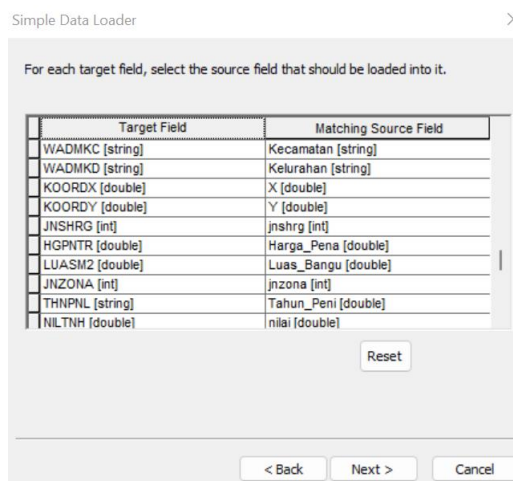 Simple Data Loader
For each target field, select the source field that should be loaded into it.
Target Field Matching Source Field
WADMKC [string] Kecamatan [string]
WADMKD [string] Kelurahan [string]
KOORDX [double] X [double]
KOORDY [double] Y [double]
JNSHRG [int] jnshrg [int]
HGPNTR [double] Harga_Pena [double]
LUASM2 [double] Luas_Bangu [double]
JNZONA [int] jnzona [int]
THNPNL [string] Tahun_Peni [double]
NILTNH [double] nilai [double]
Reset
< Back Next > Cancel